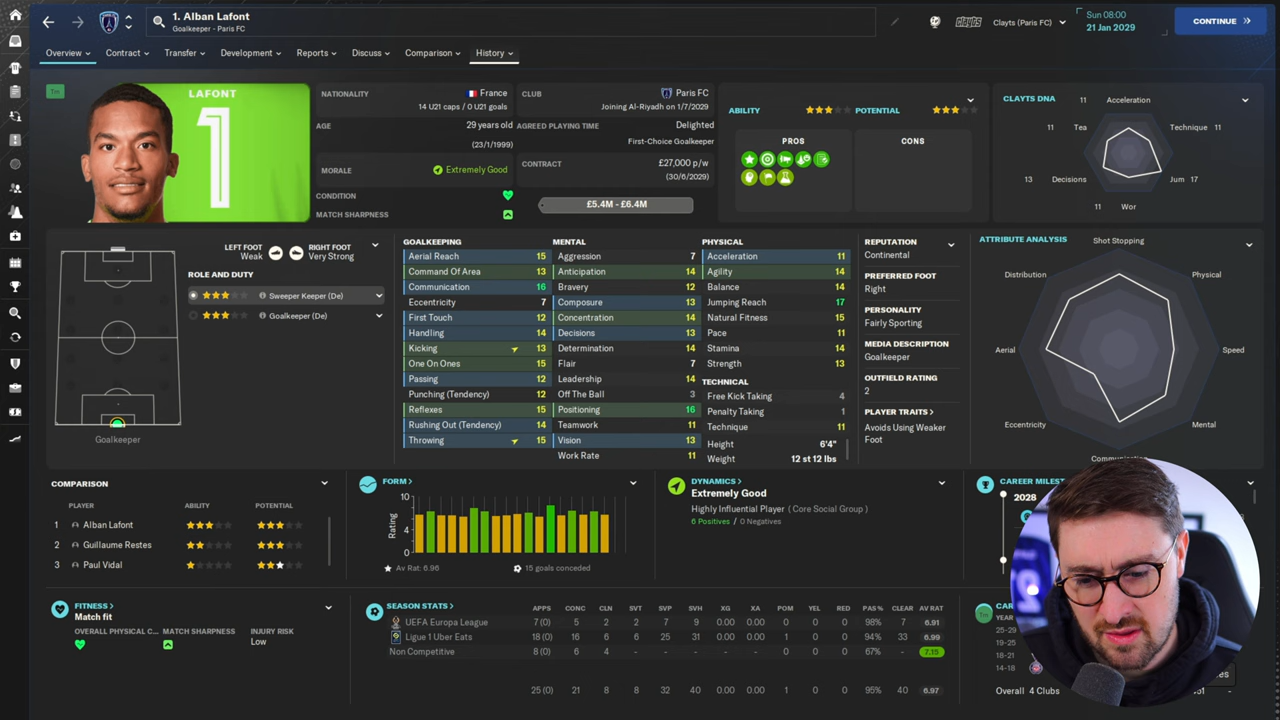 1. Alban Lafont
Goalkeeper - Paris FC
Clayts (Paris FC)
Sun 08:00
21 Jan 2029
CONTINUE
Overview
Contract
Transfer
Development
Reports
Discuss
Comparison
History
Trn
LAFONT
1
NATIONALITY
France
14 U21 caps / 0 U21 goals
AGE
29 years old
(23/1/1999)
MORALE
Extremely Good
CONDITION
MATCH SHARPNESS
CLUB
Paris FC
Joining Al-Riyadh on 1/7/2029
AGREED PLAYING TIME
Delighted
First-Choice Goalkeeper
CONTRACT
£27,000 p/w
(30/6/2029)
£5.4M - £6.4M
ABILITY
POTENTIAL
PROS
CONS
CLAYTS DNA
11 Acceleration
11 Tea
Technique 11
13
Decisions
Jum 17
11 Wor
LEFT FOOT
Weak
RIGHT FOOT
Very Strong
ROLE AND DUTY
Sweeper Keeper (De)
Goalkeeper (De)
Goalkeeper
GOALKEEPING
Aerial Reach 15
Command Of Area 13
Communication 16
Eccentricity 7
First Touch 12
Handling 14
Kicking 13
One On Ones 15
Passing 12
Punching (Tendency) 12
Reflexes 15
Rushing Out (Tendency) 14
Throwing 15
MENTAL
Aggression 7
Anticipation 14
Bravery 12
Composure 13
Concentration 14
Decisions 13
Determination 14
Flair 7
Leadership 14
Off The Ball 3
Positioning 16
Teamwork 11
Vision 13
Work Rate 11
PHYSICAL
Acceleration 11
Agility 14
Balance 14
Jumping Reach 17
Natural Fitness 15
Pace 11
Stamina 14
Strength 13
TECHNICAL
Free Kick Taking 4
Penalty Taking 1
Technique 11
Height 6'4"
Weight 12 st 12 lbs
REPUTATION
Continental
PREFERRED FOOT
Right
PERSONALITY
Fairly Sporting
MEDIA DESCRIPTION
Goalkeeper
OUTFIELD RATING
2
PLAYER TRAITS >
Avoids Using Weaker
Foot
ATTRIBUTE ANALYSIS
Shot Stopping
Distribution
Physical
Aerial
Speed
Eccentricity
Mental
COMPARISON
PLAYER ABILITY POTENTIAL
1 Alban Lafont
2 Guillaume Restes
3 Paul Vidal
FORM >
Rating
10
4
0
Av Rat: 6.96
15 goals conceded
DYNAMICS >
Extremely Good
Highly Influential Player ( Core Social Group )
6 Positives / 0 Negatives
2028
FITNESS >
Match fit
OVERALL PHYSICAL C...
MATCH SHARPNESS
INJURY RISK
Low
SEASON STATS > APPS CONC CLN SVT SVP SVH XG XA POM YEL RED PAS% CLEAR AV RAT
UEFA Europa League 7 (0) 5 2 2 7 9 0.00 0.00 0 0 0 98% 7 6.91
Ligue 1 Uber Eats 18 (0) 16 6 6 25 31 0.00 0.00 1 0 0 94% 33 6.99
Non Competitive 8 (0) 6 4 - - - - - 0 0 0 67% - 7.15
25 (0) 21 8 8 32 40 0.00 0.00 1 0 0 95% 40 6.97
YEAR
25-29
19-25
18-21
14-18
Overall 4 Clubs